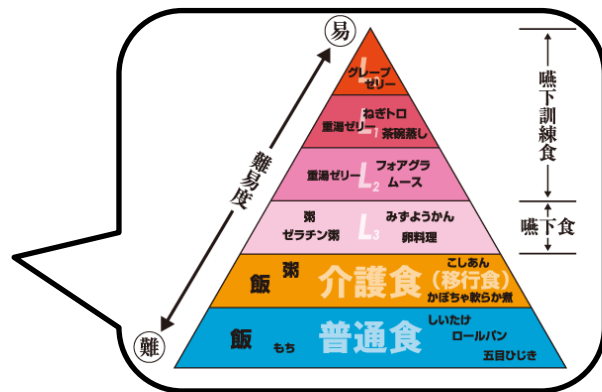 易
難易度
難
L
グレープ
ゼリー
L1
ねぎトロ
重湯ゼリー
茶碗蒸し
L2
重湯ゼリー
フォアグラ
ムース
L3
粥
ゼラチン粥
みずようかん
卵料理
飯
粥
介護食
(移行食)
こしあん
かぼちゃ軟らか煮
飯
もち
普通食
しいたけ
ロールパン
五目ひじき
嚥下訓練食
嚥下食